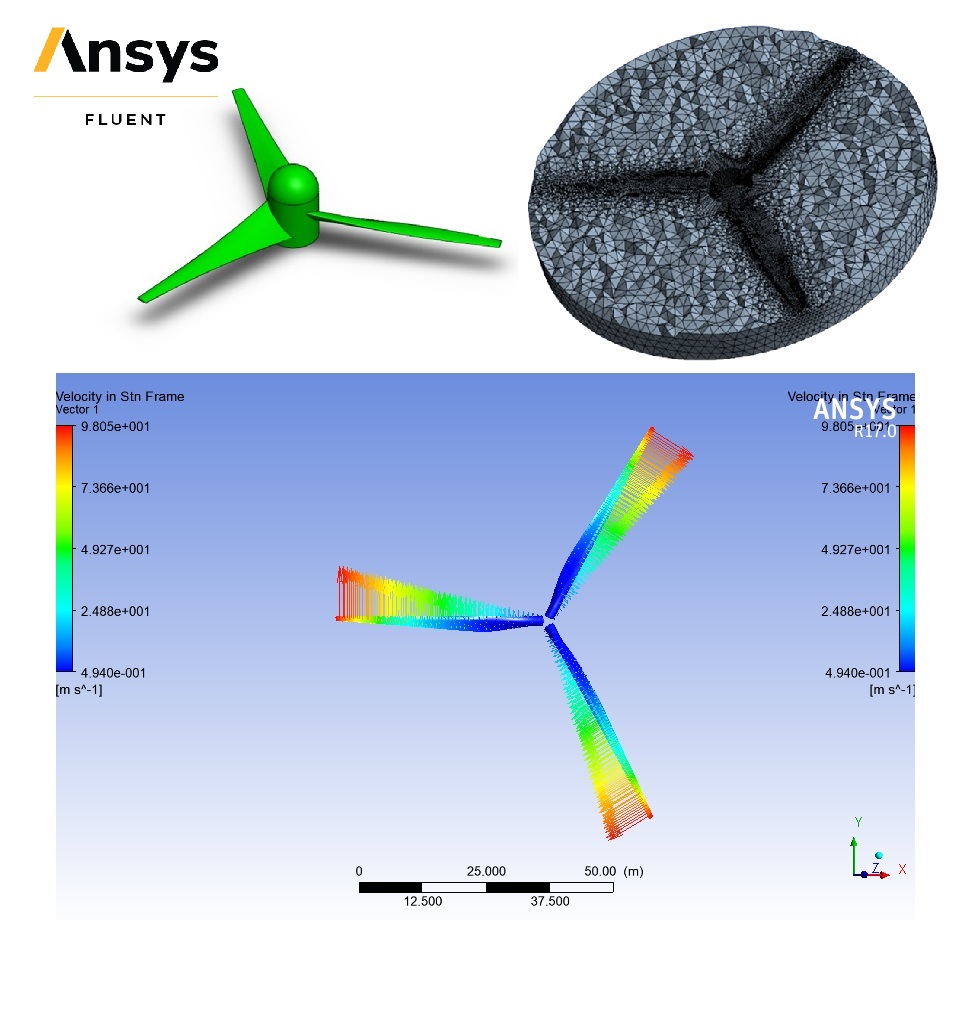 Ansys
FLUENT
Velocity in Stn Frame
Vector 1
9.805e+001
7.366e+001
4.927e+001
2.488e+001
4.940e-001
[m s^-1]
Velocity in Stn Frame
Vector 1
ANSYS
R17.0
9.805e+001
7.366e+001
4.927e+001
2.488e+001
4.940e-001
[m s^-1]
Y
Z
X
0 25.000 50.00 (m)
12.500 37.500